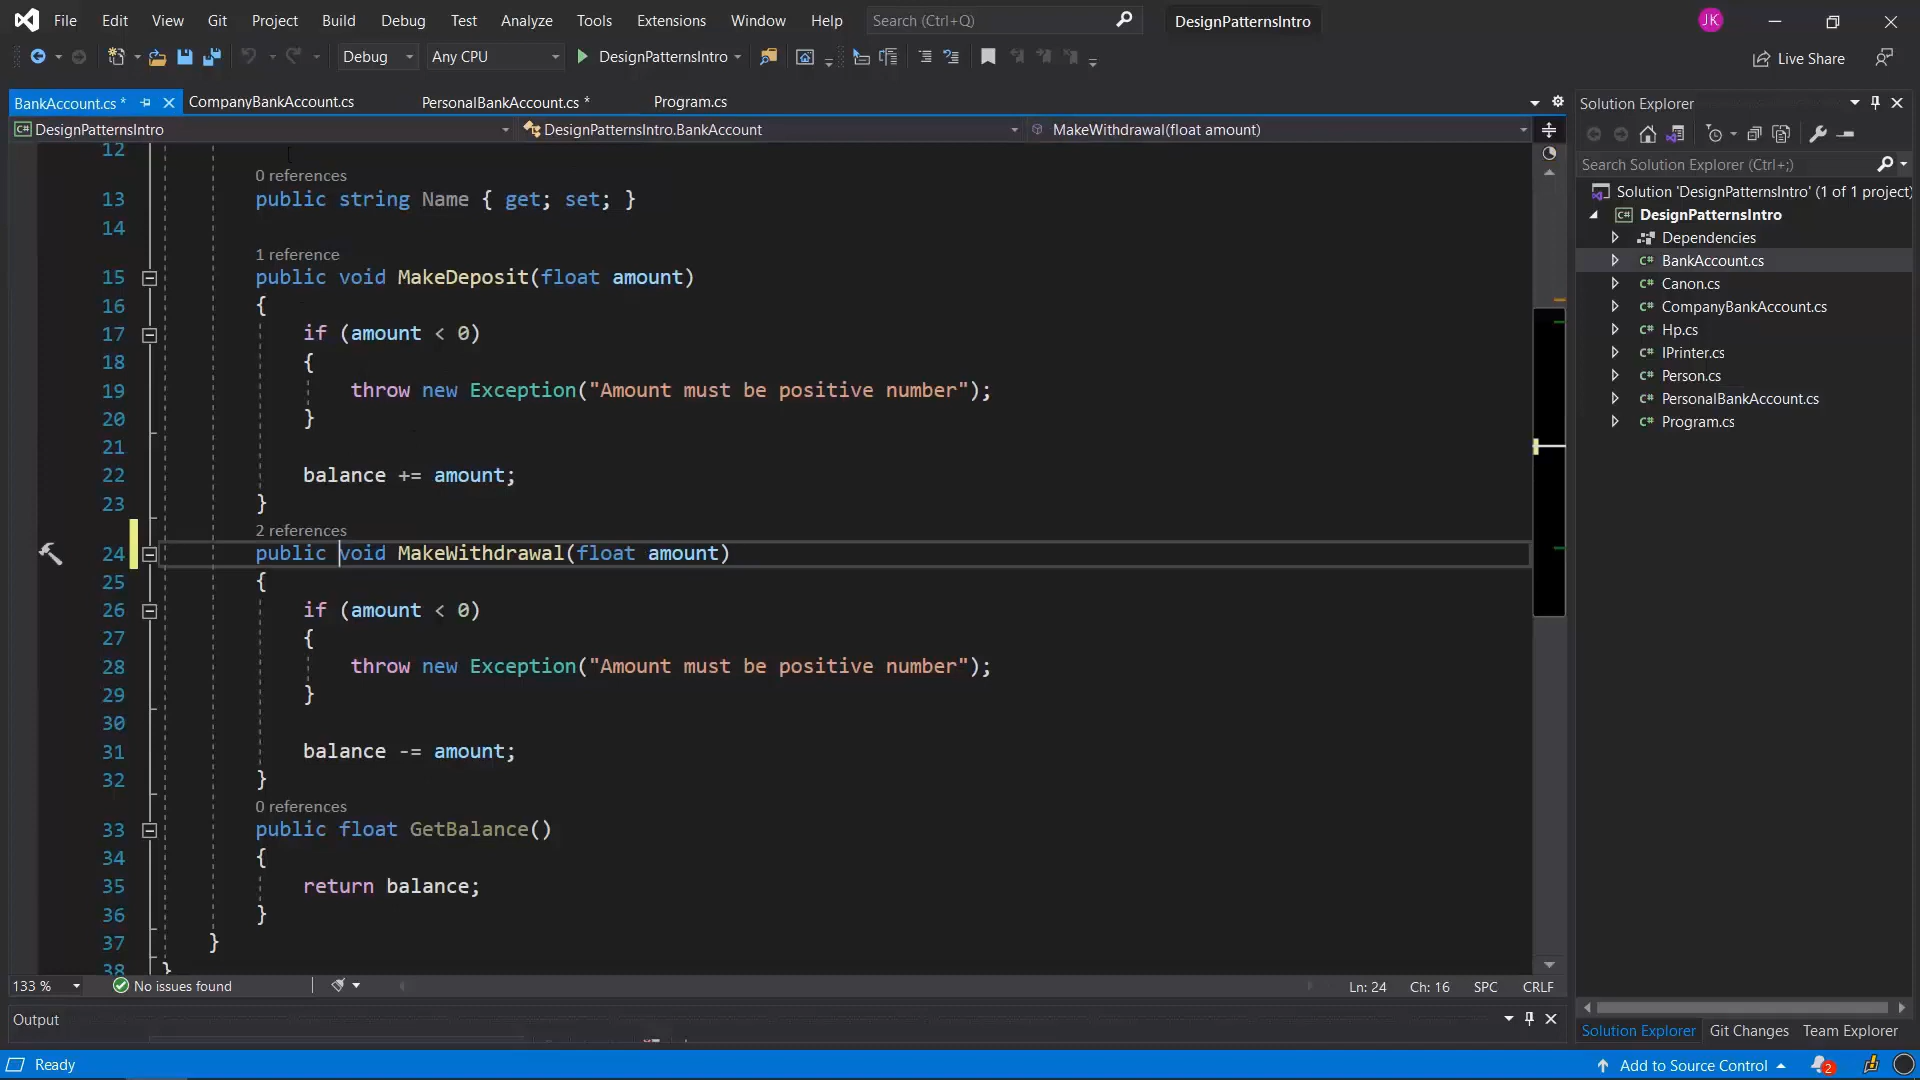 File Edit View Git Project Build Debug Test Analyze Tools Extensions Window Help Search (Ctrl+Q) DesignPatternsIntro JK
Debug Any CPU DesignPatternsIntro Live Share
BankAccount.cs* CompanyBankAccount.cs PersonalBankAccount.cs * Program.cs
DesignPatternsIntro DesignPatternsIntro.BankAccount MakeWithdrawal(float amount)
12
0 references
13 public string Name { get; set; }
14
1 reference
15 public void MakeDeposit(float amount)
16 {
17 if (amount < 0)
18 {
19 throw new Exception("Amount must be positive number");
20 }
21
22 balance += amount;
23 }
2 references
24 public void MakeWithdrawal(float amount)
25 {
26 if (amount < 0)
27 {
28 throw new Exception("Amount must be positive number");
29 }
30
31 balance -= amount;
32 }
0 references
33 public float GetBalance()
34 {
35 return balance;
36 }
37 }
38 }
133 % No issues found Ln: 24 Ch: 16 SPC CRLF
Output
Solution Explorer
Search Solution Explorer (Ctrl+;)
Solution 'DesignPatternsIntro' (1 of 1 project)
C# DesignPatternsIntro
Dependencies
C# BankAccount.cs
C# Canon.cs
C# CompanyBankAccount.cs
C# Hp.cs
C# IPrinter.cs
C# Person.cs
C# PersonalBankAccount.cs
C# Program.cs
Solution Explorer Git Changes Team Explorer
Ready Add to Source Control 2